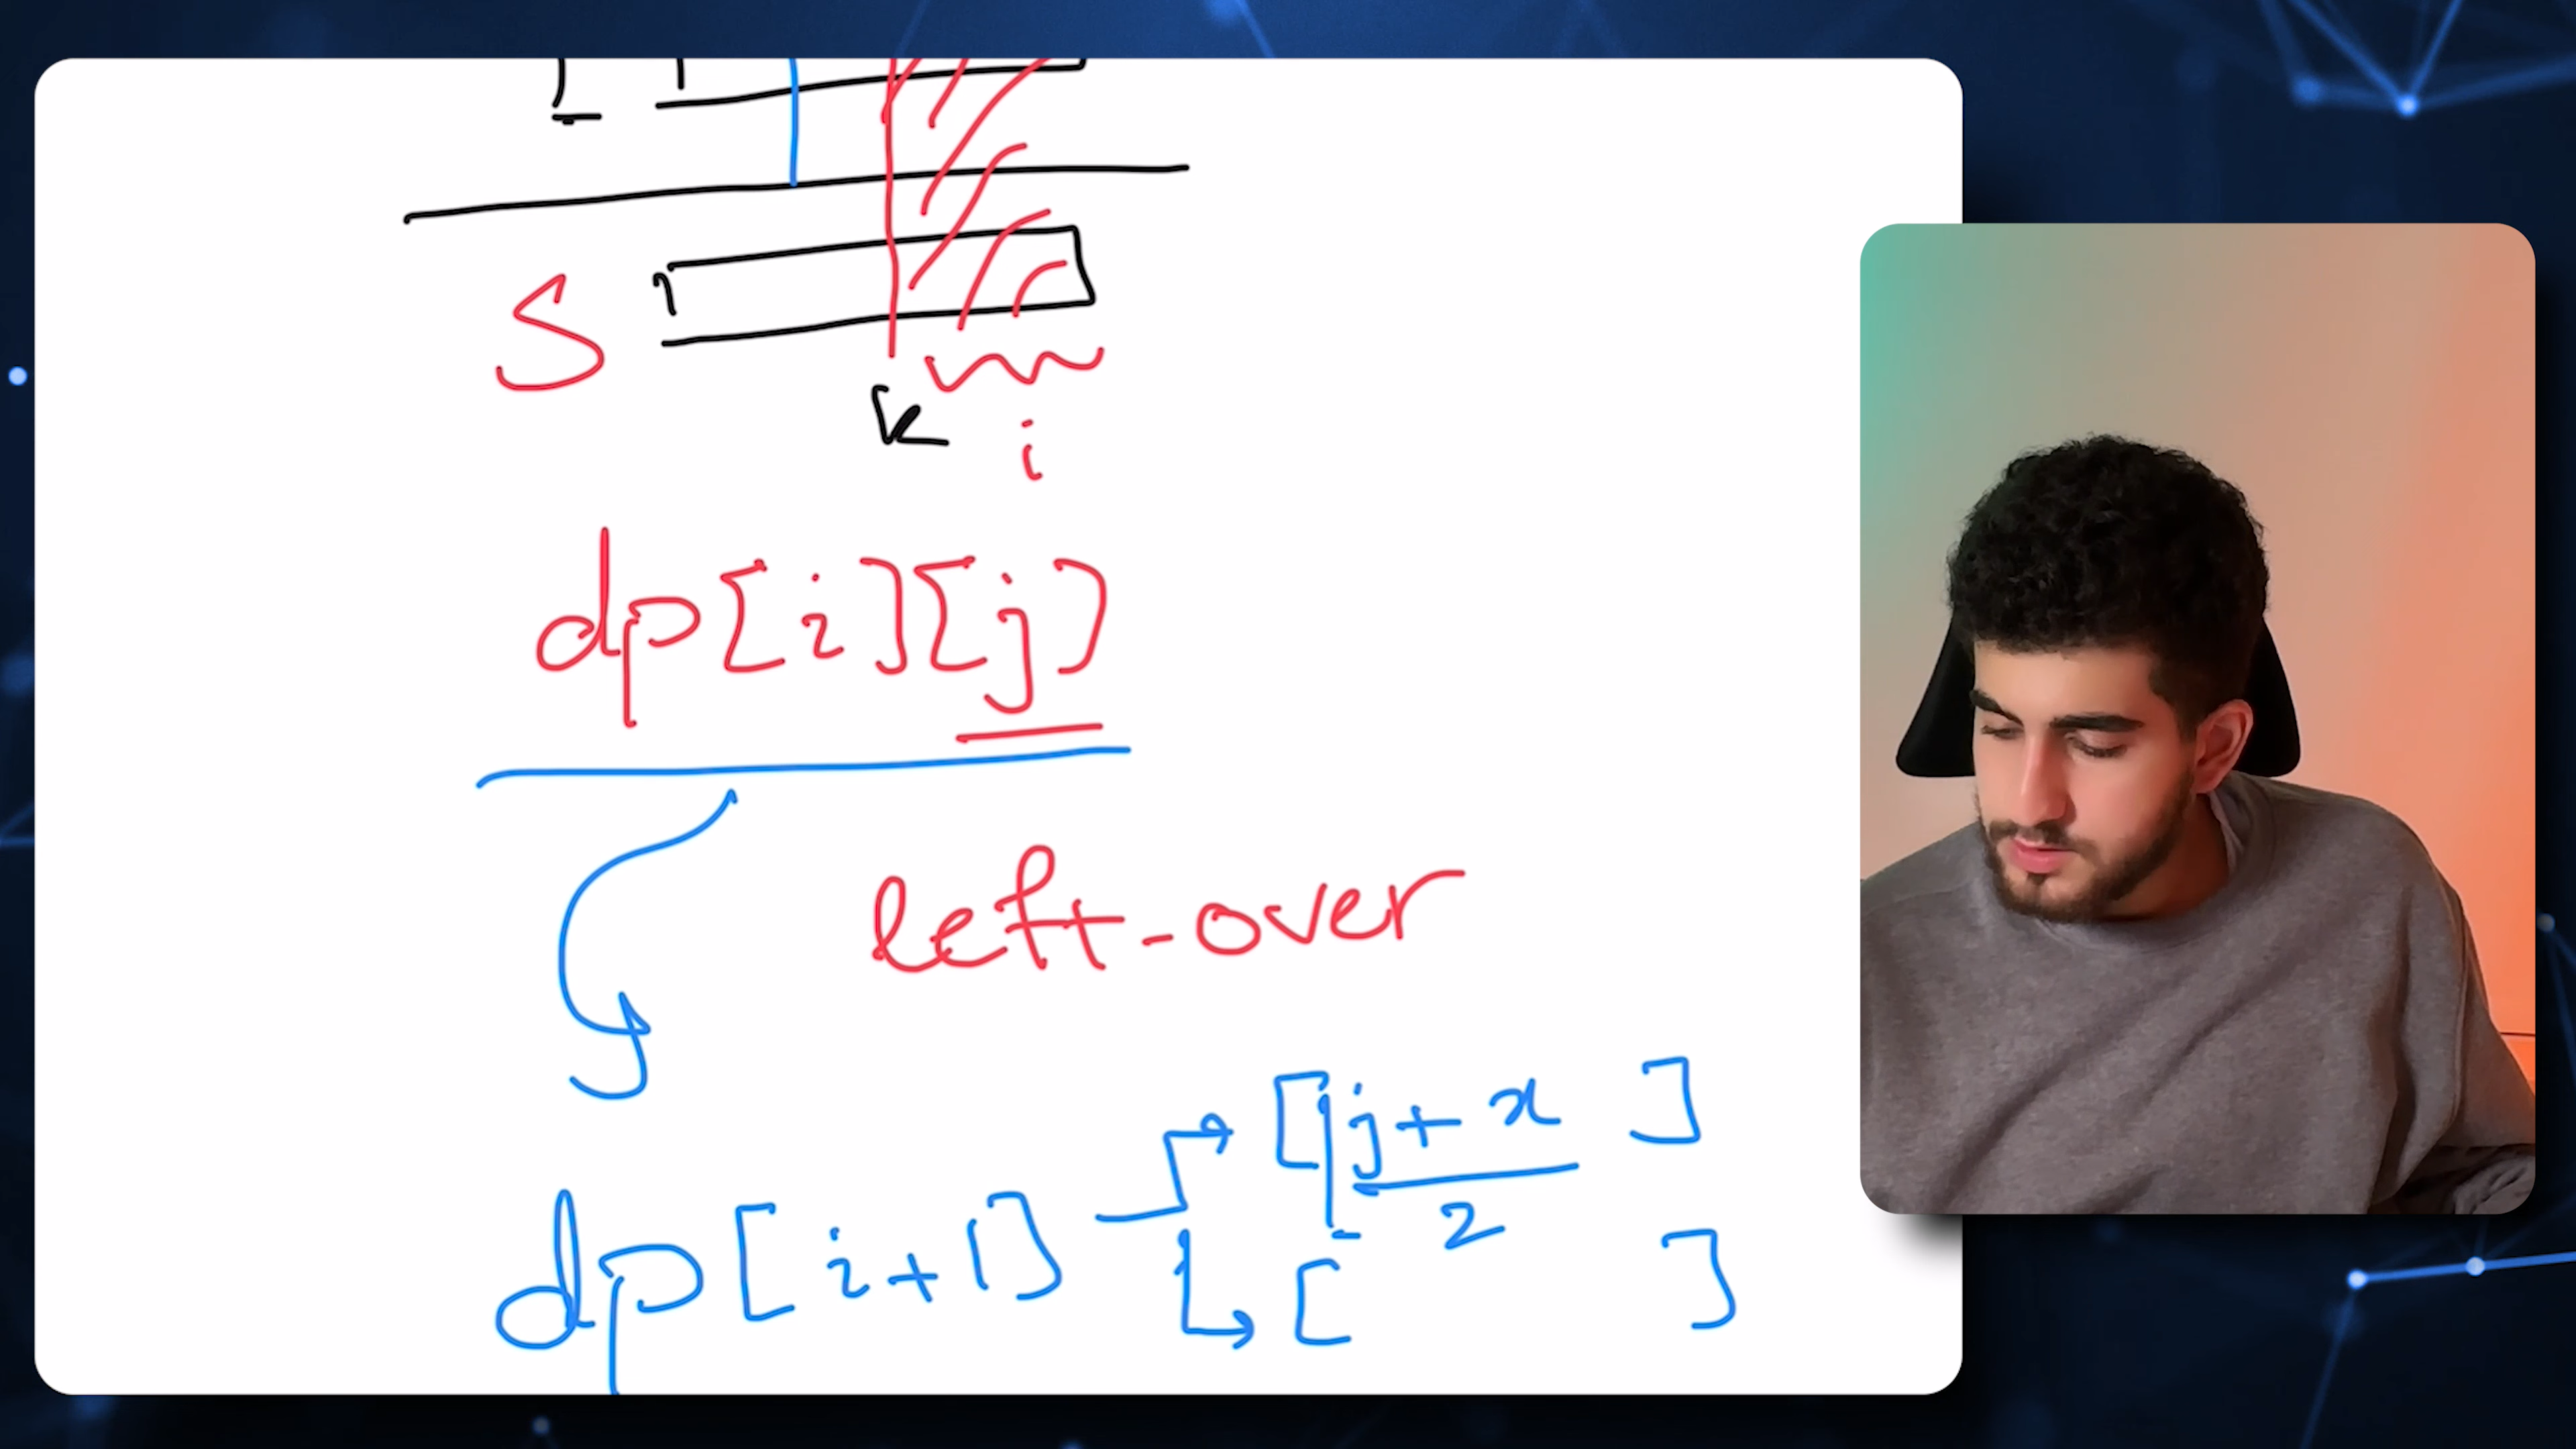 S
k
i
dp[i][j]
left-over
[⌊j+x
2
]
dp[i+1]
[ ]